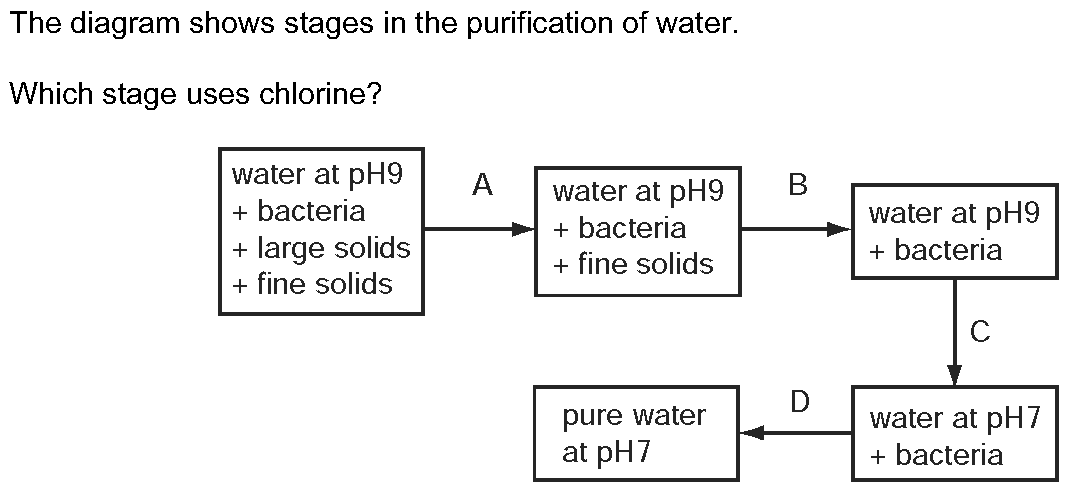 The diagram shows stages in the purification of water.
Which stage uses chlorine?
water at pH9
+ bacteria
+ large solids
+ fine solids
A
water at pH9
+ bacteria
+ fine solids
B
water at pH9
+ bacteria
C
water at pH7
+ bacteria
D
pure water
at pH7